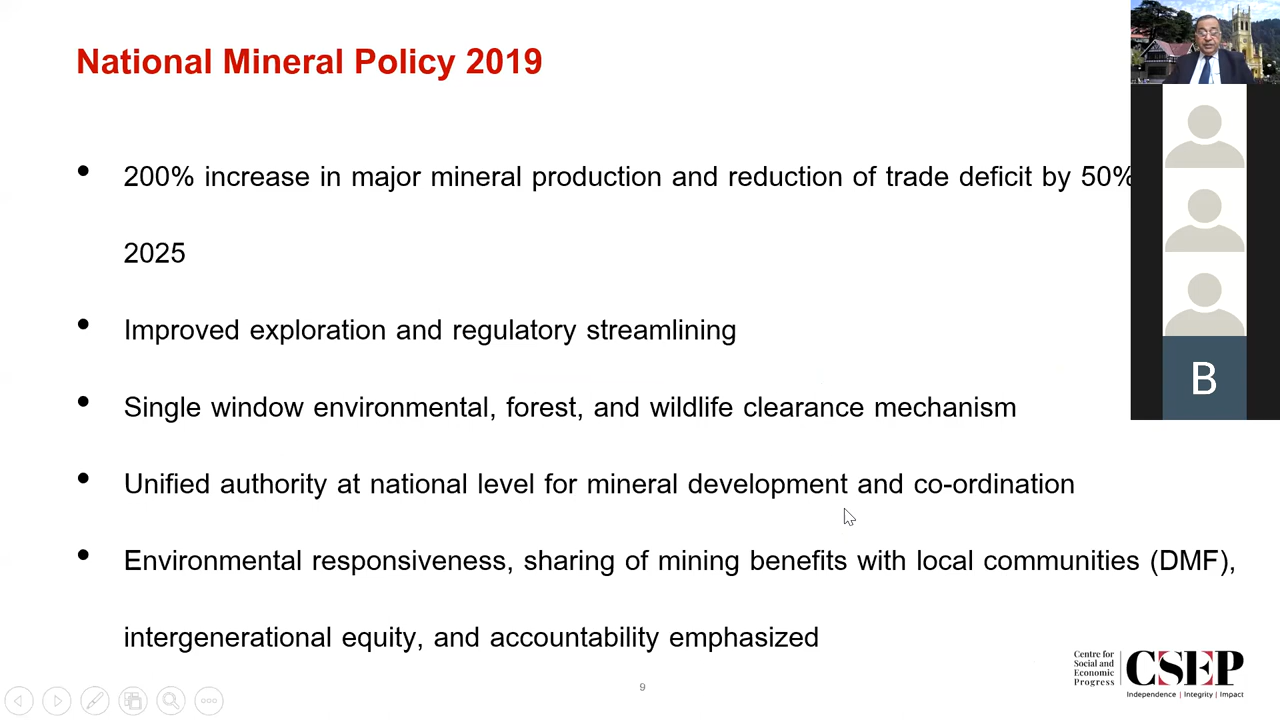 National Mineral Policy 2019
• 200% increase in major mineral production and reduction of trade deficit by 50%
2025
• Improved exploration and regulatory streamlining
• Single window environmental, forest, and wildlife clearance mechanism
• Unified authority at national level for mineral development and co-ordination
• Environmental responsiveness, sharing of mining benefits with local communities (DMF),
intergenerational equity, and accountability emphasized
B
9
Centre for
Social and
Economic
Progress
CSEP
Independence | Integrity | Impact